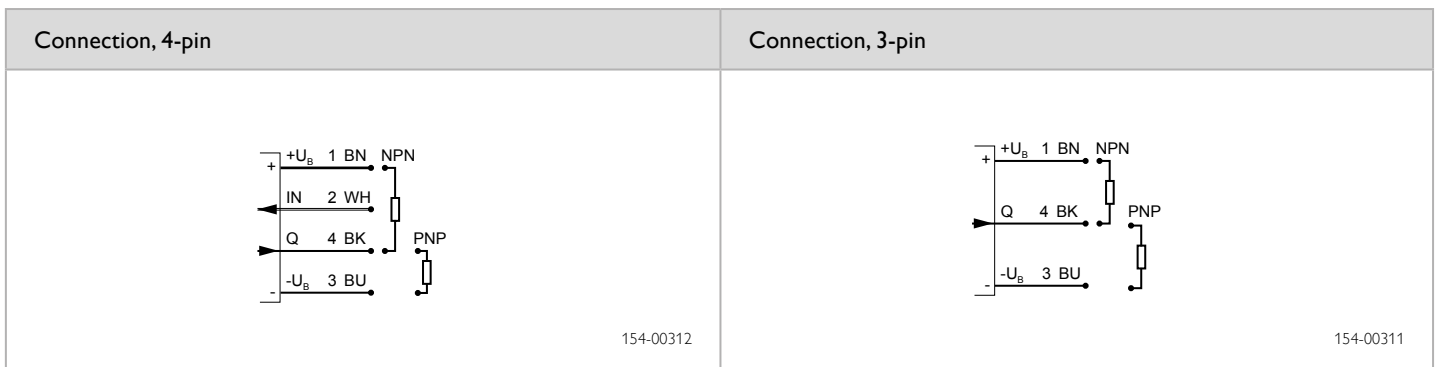 Connection, 4-pin
+
+U_B 1 BN NPN
IN 2 WH
Q 4 BK PNP
-U_B 3 BU
-
154-00312
Connection, 3-pin
+
+U_B 1 BN NPN
Q 4 BK PNP
-U_B 3 BU
-
154-00311